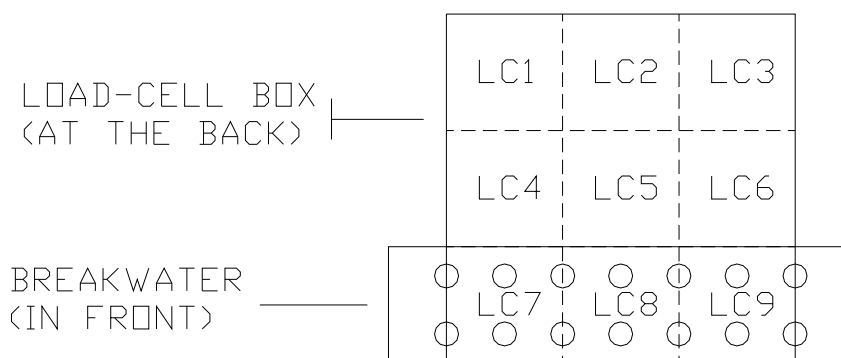 LC1 LC2 LC3
LOAD-CELL BOX
(AT THE BACK)
LC4 LC5 LC6
BREAKWATER
(IN FRONT)
LC7 LC8 LC9